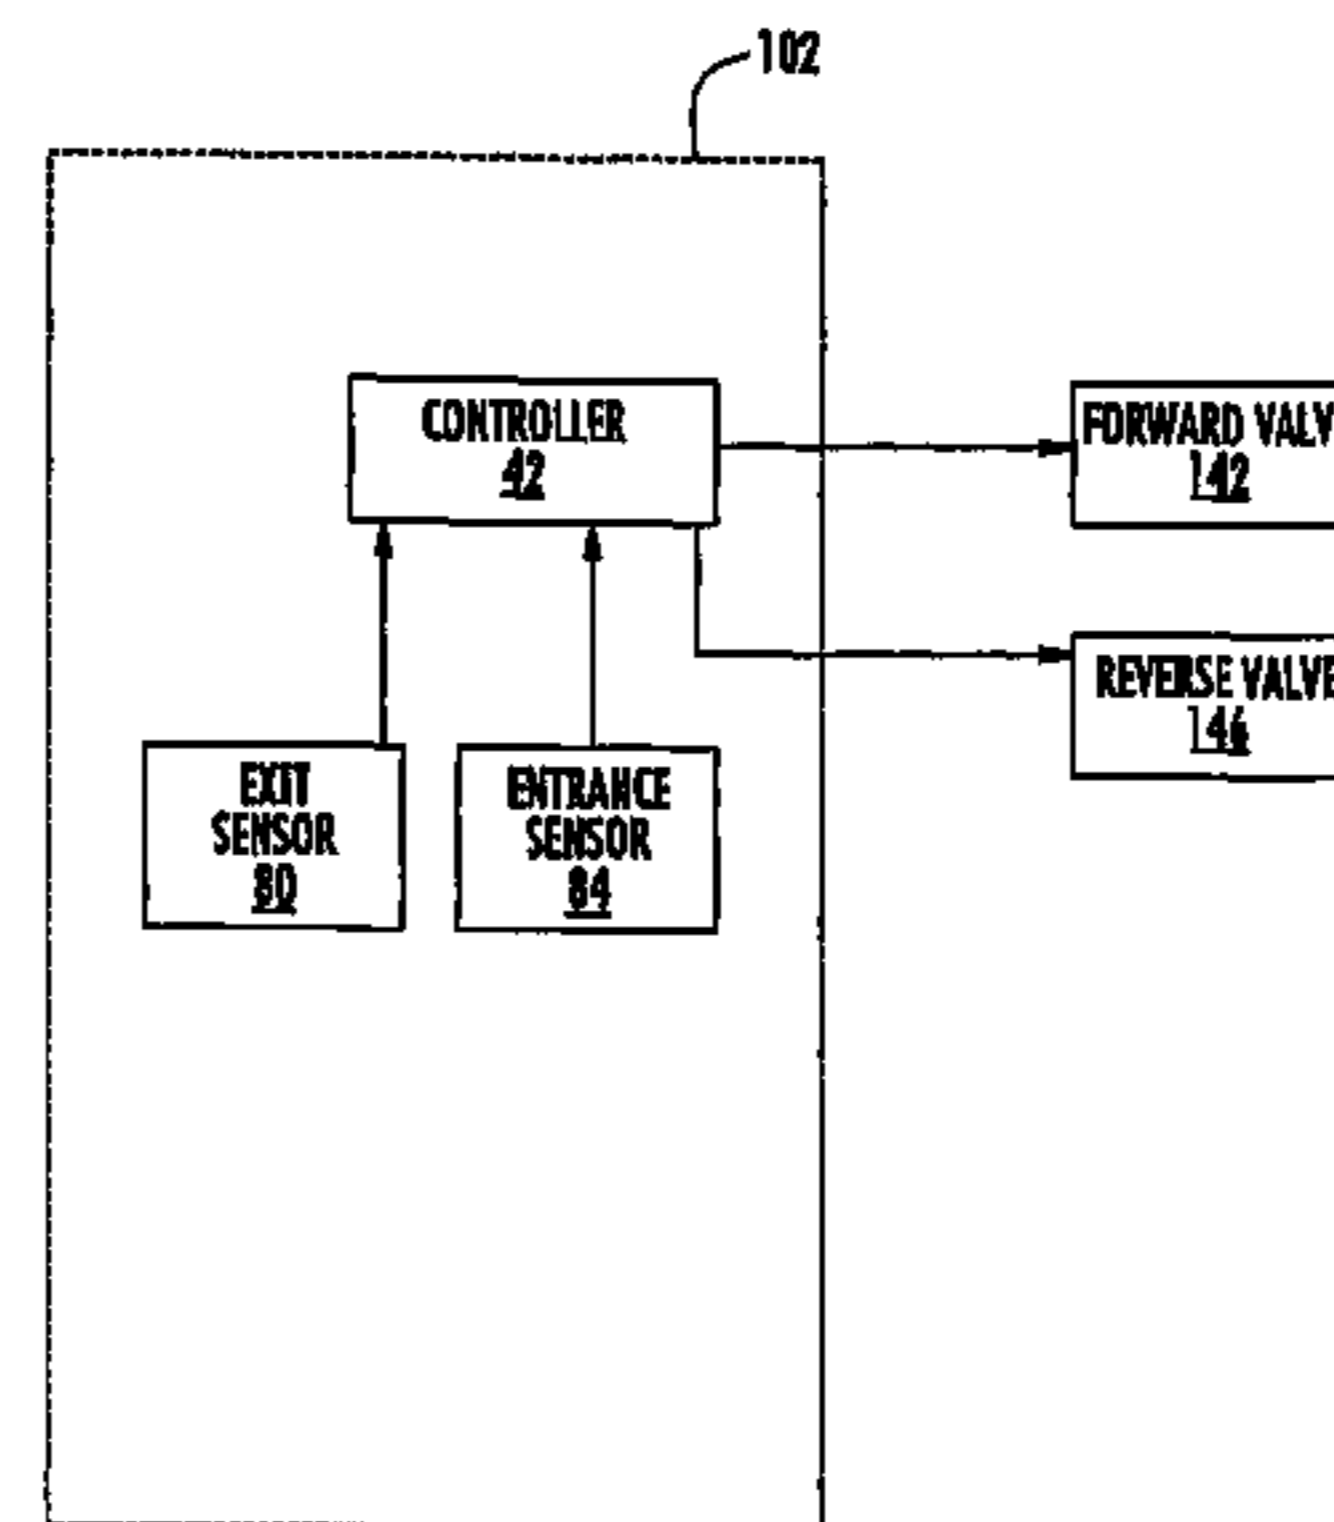 102
CONTROLLER
42
FORWARD VALV
142
REVERSE VALVE
146
EXIT
SENSOR
80
ENTRANCE
SENSOR
84